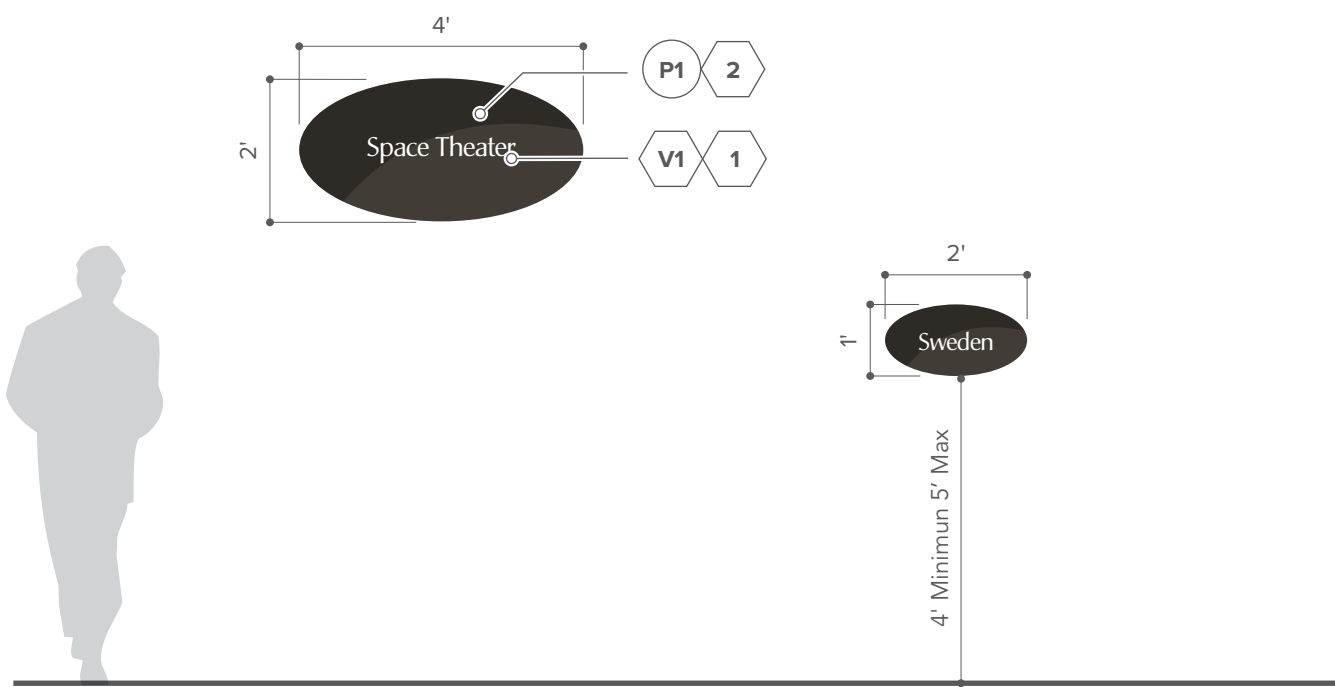 4'
P1 2
2'
Space Theater
V1 1
2'
1'
Sweden
4' Minimun 5’ Max